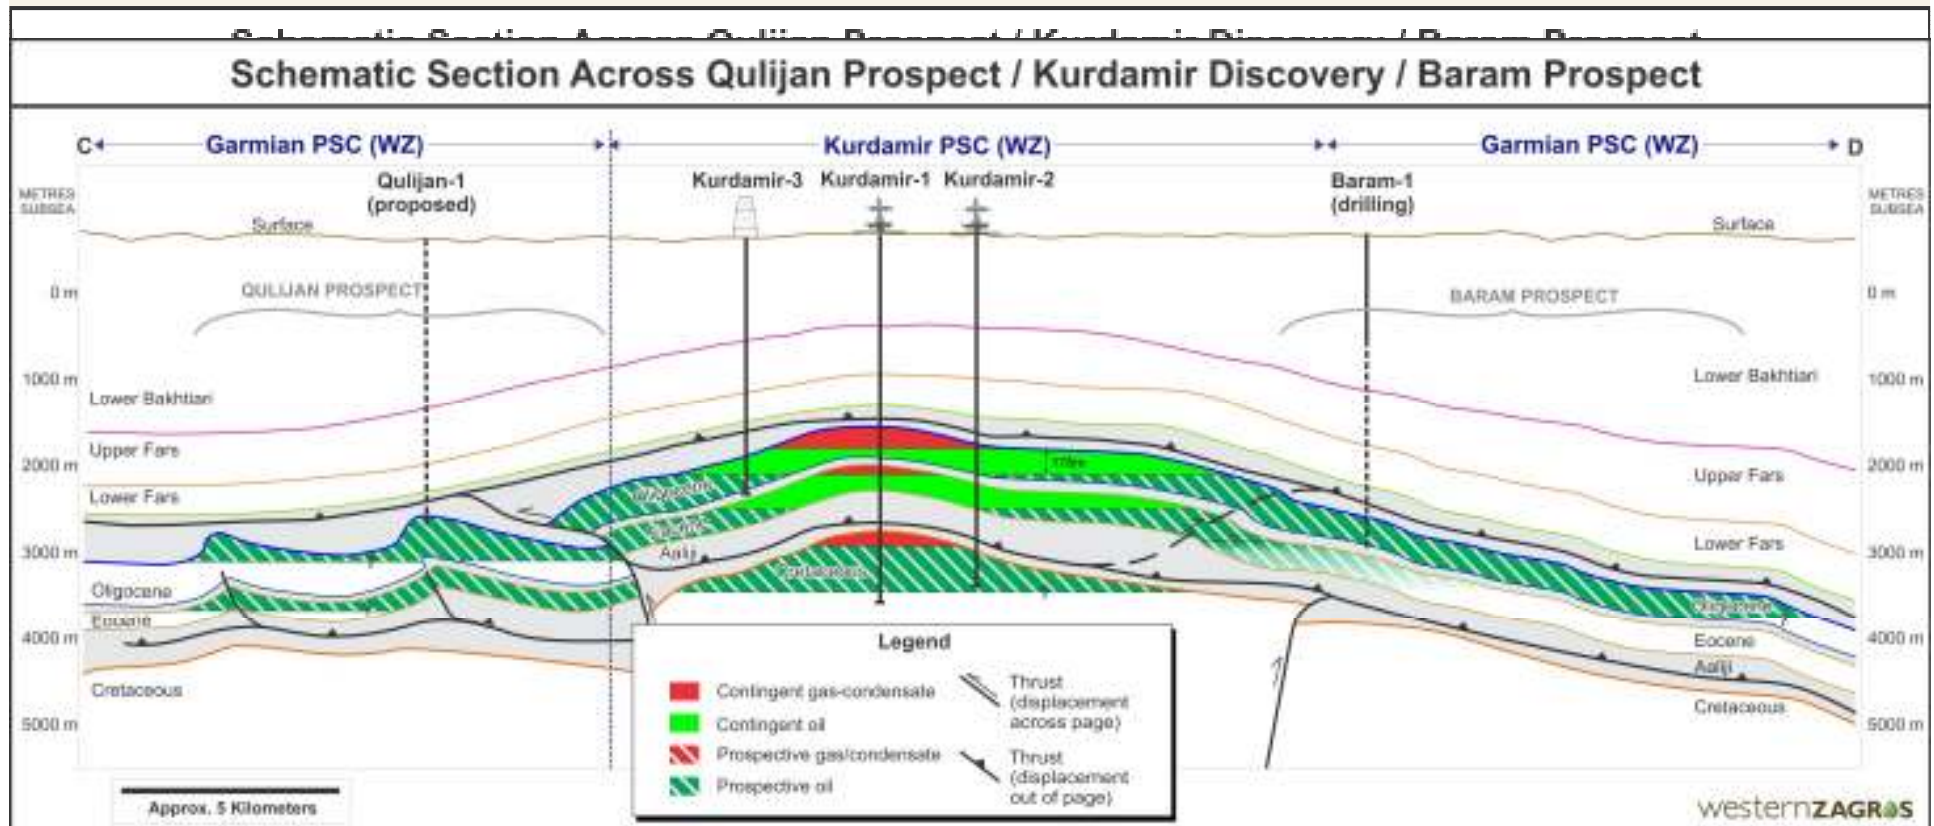 Schematic Section Across Qulijan Prospect / Kurdamir Discovery / Baram Prospect
C Garmian PSC (WZ) Kurdamir PSC (WZ) Garmian PSC (WZ) D
METRES SUBSEA
Qulijan-1 (proposed)
Kurdamir-3 Kurdamir-1 Kurdamir-2
Baram-1 (drilling)
METRES SUBSEA
Surface
Surface
0 m
QULIJAN PROSPECT
BARAM PROSPECT
0 m
1000 m
Lower Bakhtiari
Lower Bakhtiari
1000 m
Upper Fars
2000 m
Upper Fars
2000 m
Lower Fars
Oligocene
Lower Fars
3000 m
Aaliji
3000 m
Cretaceous
Oligocene
Oligocene
Eocene
4000 m
Eocene
4000 m
Aaliji
Cretaceous
Cretaceous
5000 m
5000 m
Legend
Contingent gas-condensate
Contingent oil
Prospective gas/condensate
Prospective oil
Thrust
(displacement
across page)
Thrust
(displacement
out of page)
Approx. 5 Kilometers
westernZAGROS